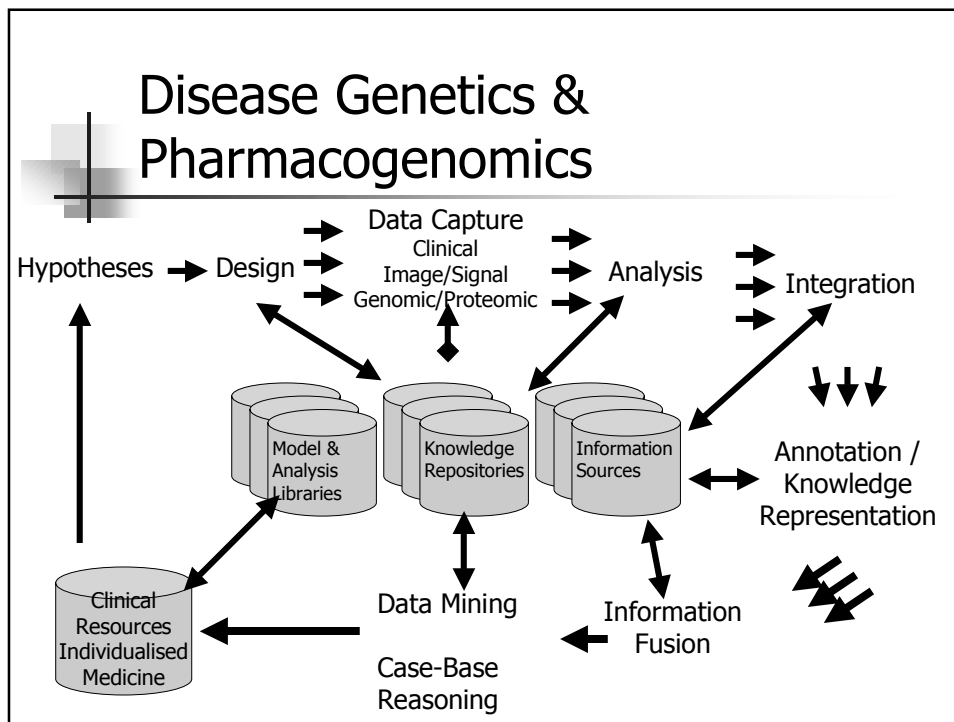 Disease Genetics &
Pharmacogenomics
Data Capture
Clinical
Image/Signal
Genomic/Proteomic
Hypotheses
Design
Analysis
Integration
Model &
Analysis
Libraries
Knowledge
Repositories
Information
Sources
Annotation /
Knowledge
Representation
Clinical
Resources
Individualised
Medicine
Data Mining
Case-Base
Reasoning
Information
Fusion